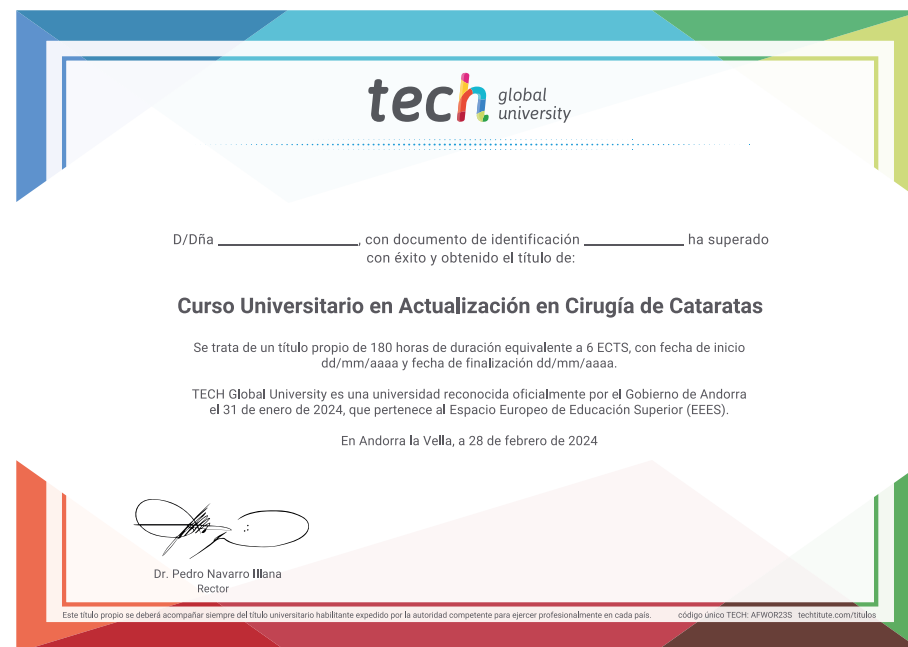 tech global university
D/Dña ____________, con documento de identificación ____________ ha superado
con éxito y obtenido el título de:
Curso Universitario en Actualización en Cirugía de Cataratas
Se trata de un título propio de 180 horas de duración equivalente a 6 ECTS, con fecha de inicio
dd/mm/aaaa y fecha de finalización dd/mm/aaaa.
TECH Global University es una universidad reconocida oficialmente por el Gobierno de Andorra
el 31 de enero de 2024, que pertenece al Espacio Europeo de Educación Superior (EEES).
En Andorra la Vella, a 28 de febrero de 2024
Dr. Pedro Navarro Illana
Rector
Este título propio se deberá acompañar siempre del título universitario habilitante expedido por la autoridad competente para ejercer profesionalmente en cada país. código único TECH: AFWOR23S techtitute.com/titulos